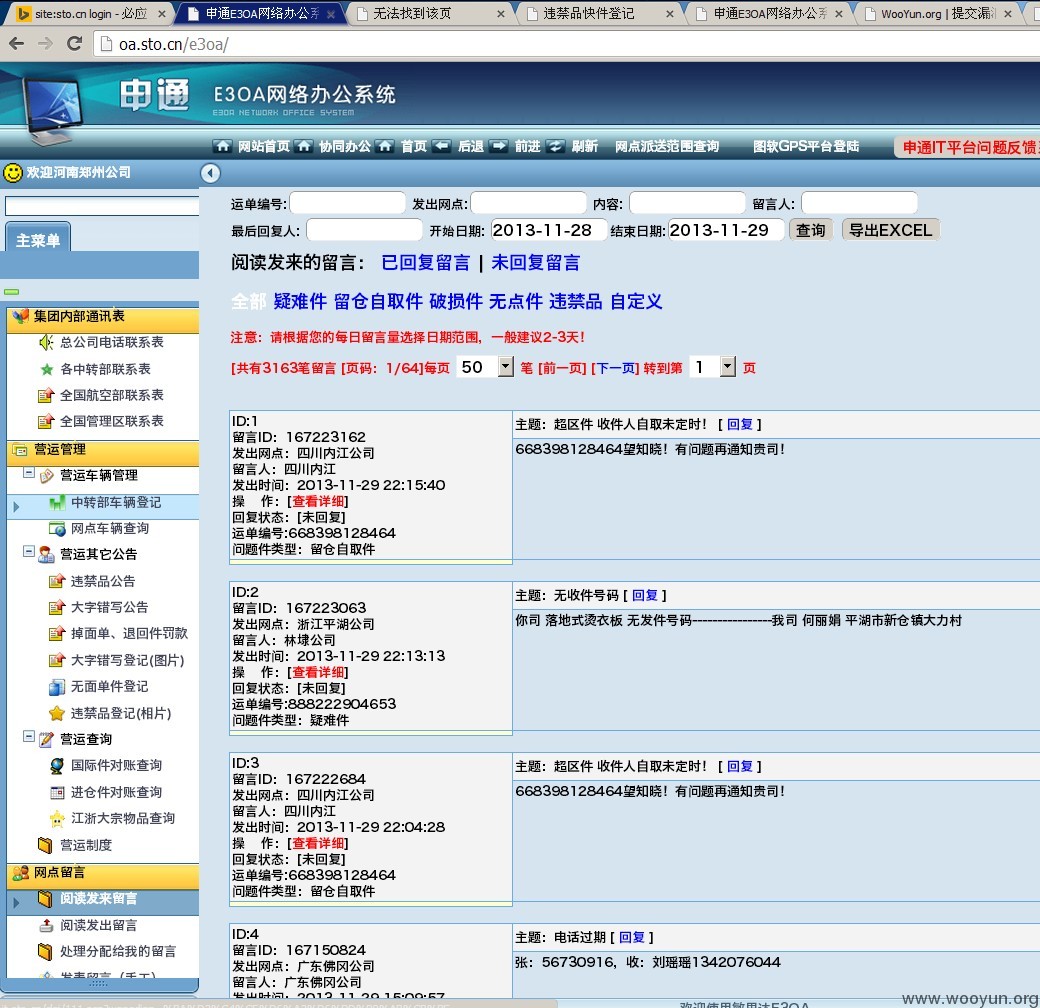 site:sto.cn login - 必应
申通E3OA网络办公系
无法找到该页
违禁品快件登记
申通E3OA网络办公系
WooYun.org | 提交漏
oa.sto.cn/e3oa/
申通 E3OA网络办公系统
E3OA NETWORK OFFICE SYSTEM
网站首页 协同办公 首页 后退 前进 刷新 网点派送范围查询 图软GPS平台登陆 申通IT平台问题反馈
欢迎河南郑州公司
主菜单
集团内部通讯表
总公司电话联系表
各中转部联系表
全国航空部联系表
全国管理区联系表
营运管理
营运车辆管理
中转部车辆登记
网点车辆查询
营运其它公告
违禁品公告
大字错写公告
掉面单、退回件罚款
大字错写登记(图片)
无面单件登记
违禁品登记(相片)
营运查询
国际件对账查询
进仓件对账查询
江浙大宗物品查询
营运制度
网点留言
阅读发来留言
阅读发出留言
处理分配给我的留言
发表留言（手工）
运单编号: 发出网点: 内容: 留言人:
最后回复人: 开始日期: 2013-11-28 结束日期: 2013-11-29 查询 导出EXCEL
阅读发来的留言： 已回复留言 | 未回复留言
全部 疑难件 留仓自取件 破损件 无点件 违禁品 自定义
注意：请根据您的每日留言量选择日期范围，一般建议2-3天！
[共有3163笔留言 [页码：1/64]每页 50 笔 [前一页] [下一页] 转到第 1 页
ID:1
留言ID：167223162
发出网点：四川内江公司
留言人：四川内江
发出时间：2013-11-29 22:15:40
操 作：[查看详细]
回复状态：[未回复]
运单编号:668398128464
问题件类型：留仓自取件
主题：超区件 收件人自取未定时！ [ 回复 ]
668398128464望知晓！有问题再通知贵司！
ID:2
留言ID：167223063
发出网点：浙江平湖公司
留言人：林埭公司
发出时间：2013-11-29 22:13:13
操 作：[查看详细]
回复状态：[未回复]
运单编号:888222904653
问题件类型：疑难件
主题：无收件号码 [ 回复 ]
你司 落地式烫衣板 无发件号码----------------我司 何丽娟 平湖市新仓镇大力村
ID:3
留言ID：167222684
发出网点：四川内江公司
留言人：四川内江
发出时间：2013-11-29 22:04:28
操 作：[查看详细]
回复状态：[未回复]
运单编号:668398128464
问题件类型：留仓自取件
主题：超区件 收件人自取未定时！ [ 回复 ]
668398128464望知晓！有问题再通知贵司！
ID:4
留言ID：167150824
发出网点：广东佛冈公司
留言人：广东佛冈公司
发出时间：2013-11-29 15:09:57
主题：电话过期 [ 回复 ]
张：56730916，收：刘瑶瑶1342076044
www.wooyun.org